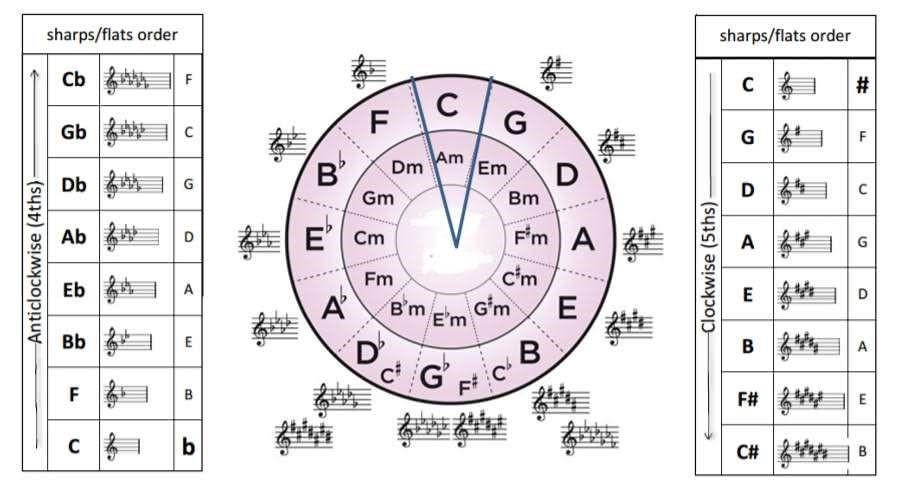 sharps/flats order
Anticlockwise (4ths)
Cb F
Gb C
Db G
Ab D
Eb A
Bb E
F B
C b
C
G
D
A
E
B
C♭
F♯
G♭
C♯
D♭
A♭
E♭
B♭
F
Am
Em
Bm
F♯m
C♯m
G♯m
E♭m
B♭m
Fm
Cm
Gm
Dm
sharps/flats order
Clockwise (5ths)
C #
G F
D C
A G
E D
B A
F# E
C# B